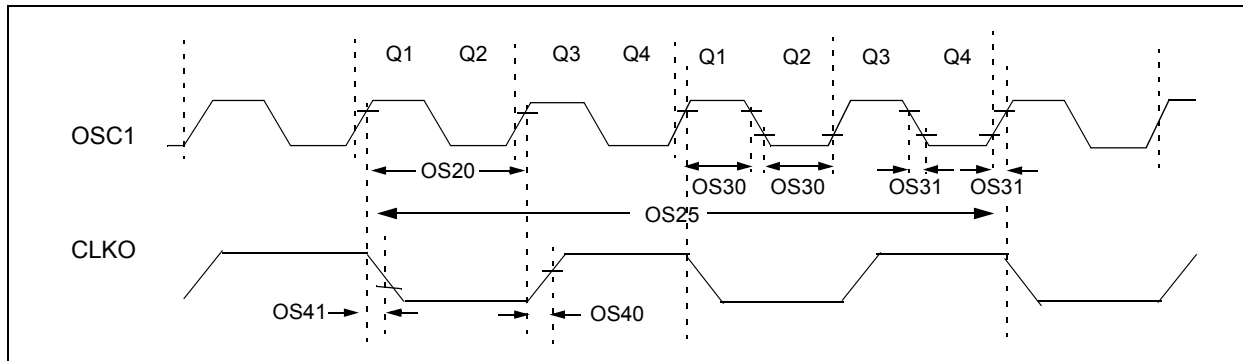 Q1 Q2 Q3 Q4 Q1 Q2 Q3 Q4
OSC1
OS20 OS30 OS30 OS31 OS31
OS25
CLKO
OS41 OS40